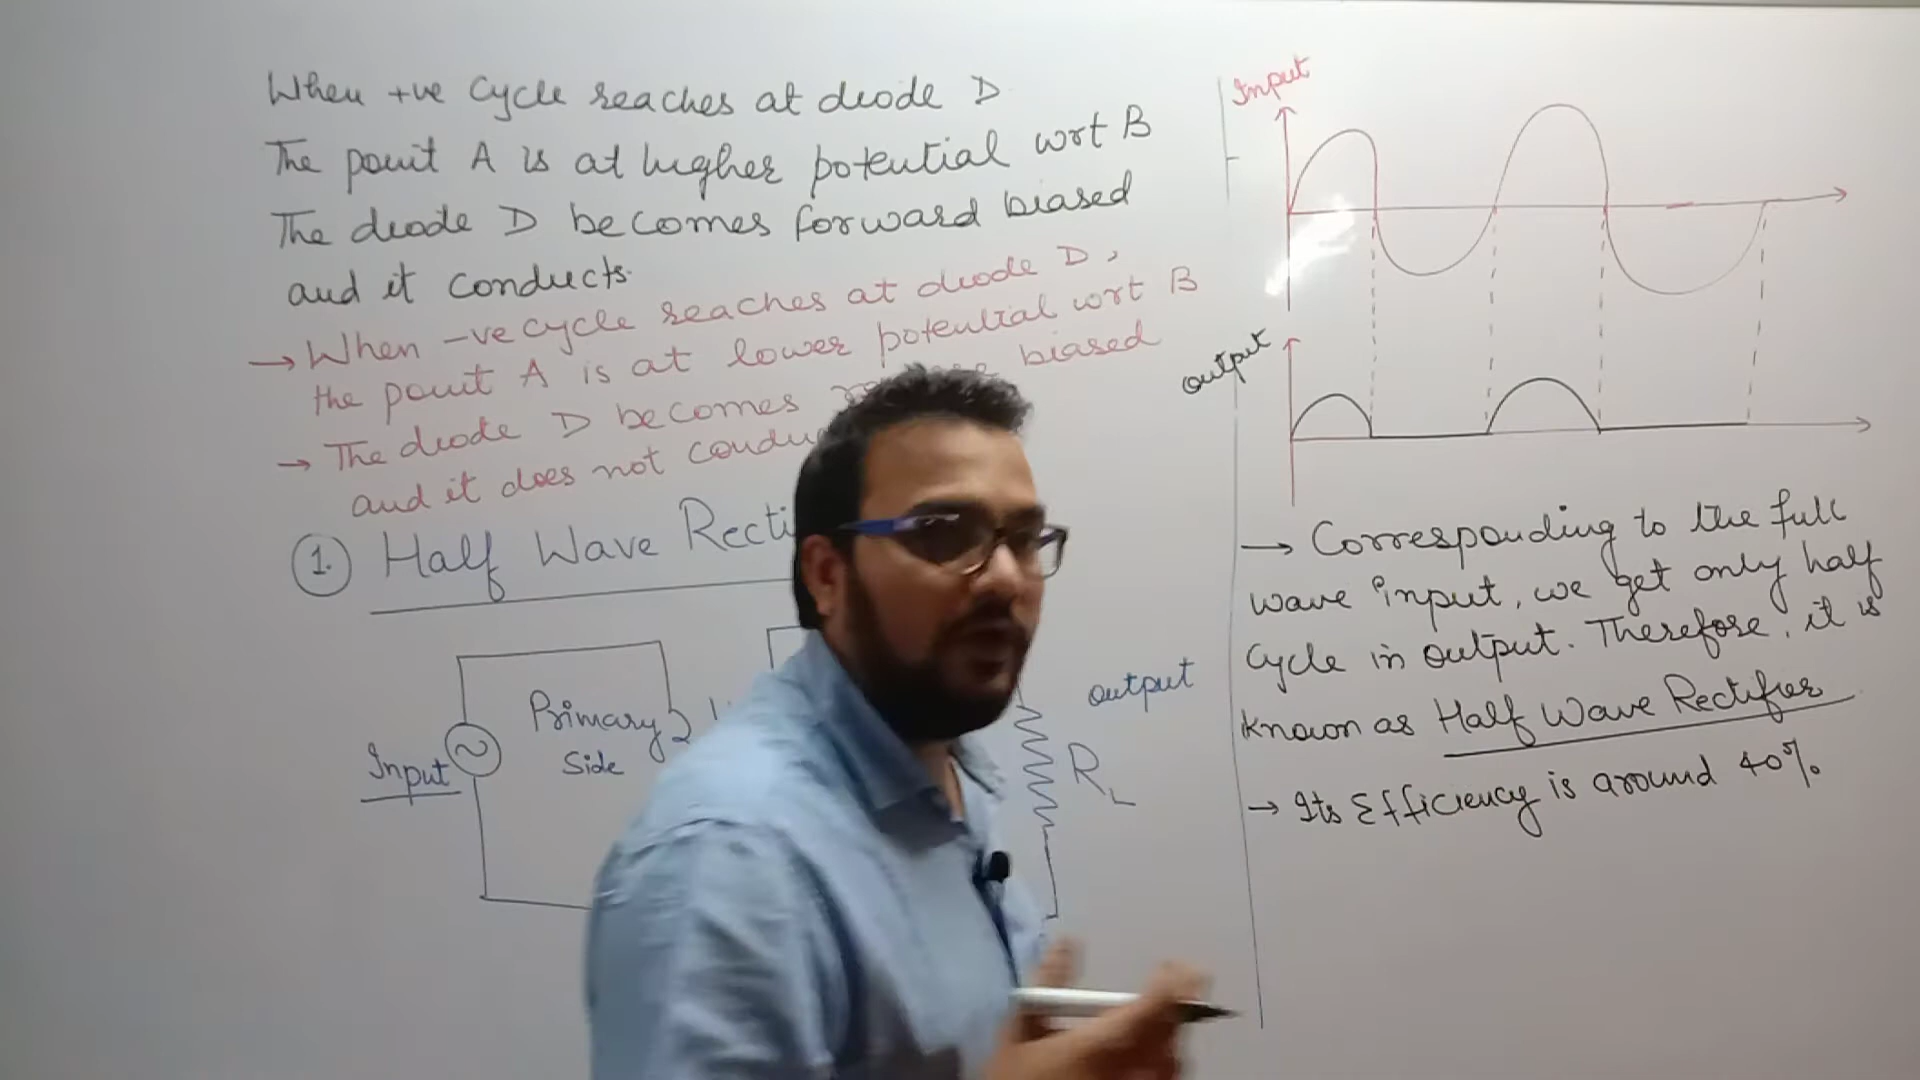 When +ve Cycle reaches at diode D
The point A is at higher potential wrt B
The diode D becomes forward biased
and it conducts.
→ When -ve cycle reaches at diode D,
the point A is at lower potential wrt B
→ The diode D becomes biased
and it does not
1. Half Wave
Primary
Side
Input
output
RL
Input
output
→ Corresponding to the full
wave input, we get only half
cycle in output. Therefore, it is
known as Half Wave Rectifier
→ Its Efficiency is around 40%